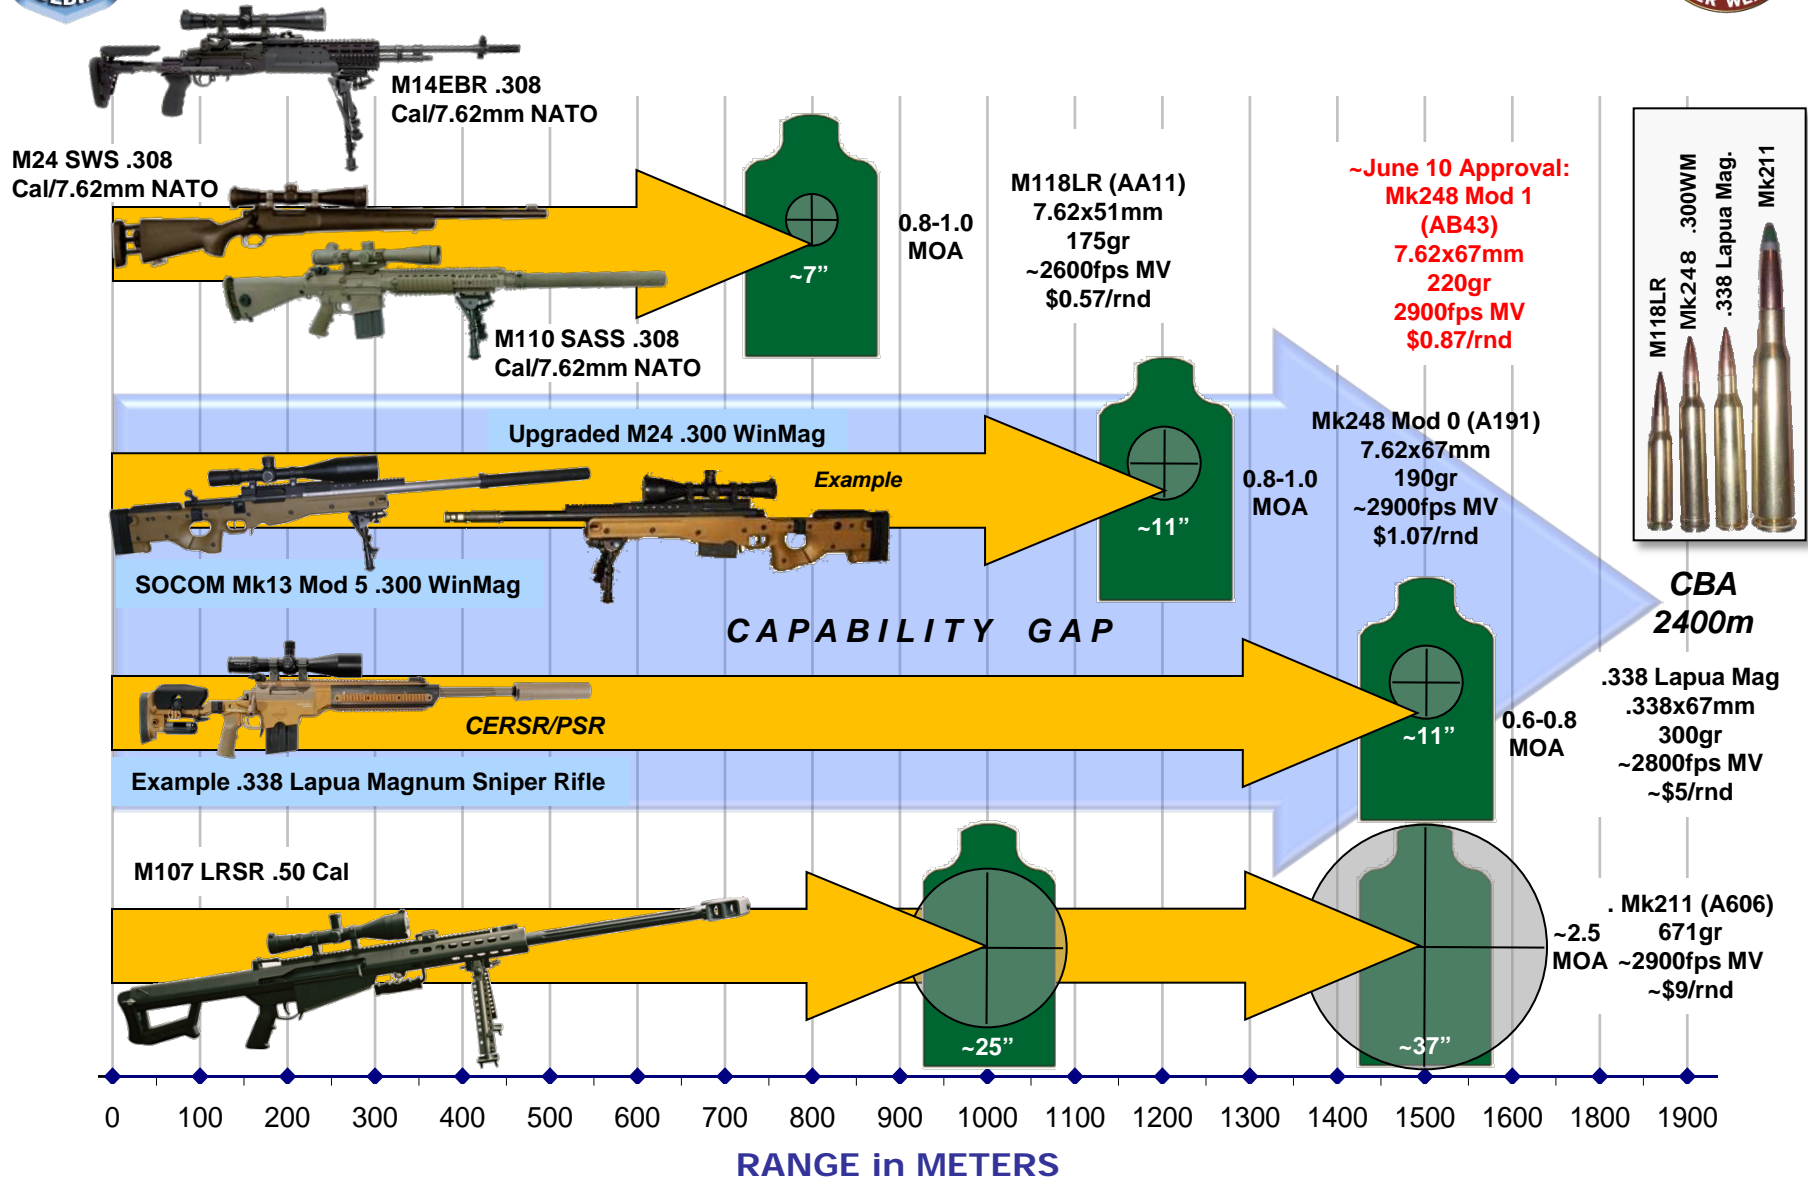 M14EBR .308
Cal/7.62mm NATO
M24 SWS .308
Cal/7.62mm NATO
M110 SASS .308
Cal/7.62mm NATO
~7”
0.8-1.0
MOA
M118LR (AA11)
7.62x51mm
175gr
~2600fps MV
$0.57/rnd
~June 10 Approval:
Mk248 Mod 1
(AB43)
7.62x67mm
220gr
2900fps MV
$0.87/rnd
M118LR
Mk248 .300WM
.338 Lapua Mag.
Mk211
Upgraded M24 .300 WinMag
Example
SOCOM Mk13 Mod 5 .300 WinMag
~11”
0.8-1.0
MOA
Mk248 Mod 0 (A191)
7.62x67mm
190gr
~2900fps MV
$1.07/rnd
CAPABILITY GAP
CBA
2400m
CERSR/PSR
Example .338 Lapua Magnum Sniper Rifle
~11”
0.6-0.8
MOA
.338 Lapua Mag
.338x67mm
300gr
~2800fps MV
~$5/rnd
M107 LRSR .50 Cal
~25”
~37”
~2.5
MOA
. Mk211 (A606)
671gr
~2900fps MV
~$9/rnd
0 100 200 300 400 500 600 700 800 900 1000 1100 1200 1300 1400 1500 1600 1700 1800 1900
RANGE in METERS